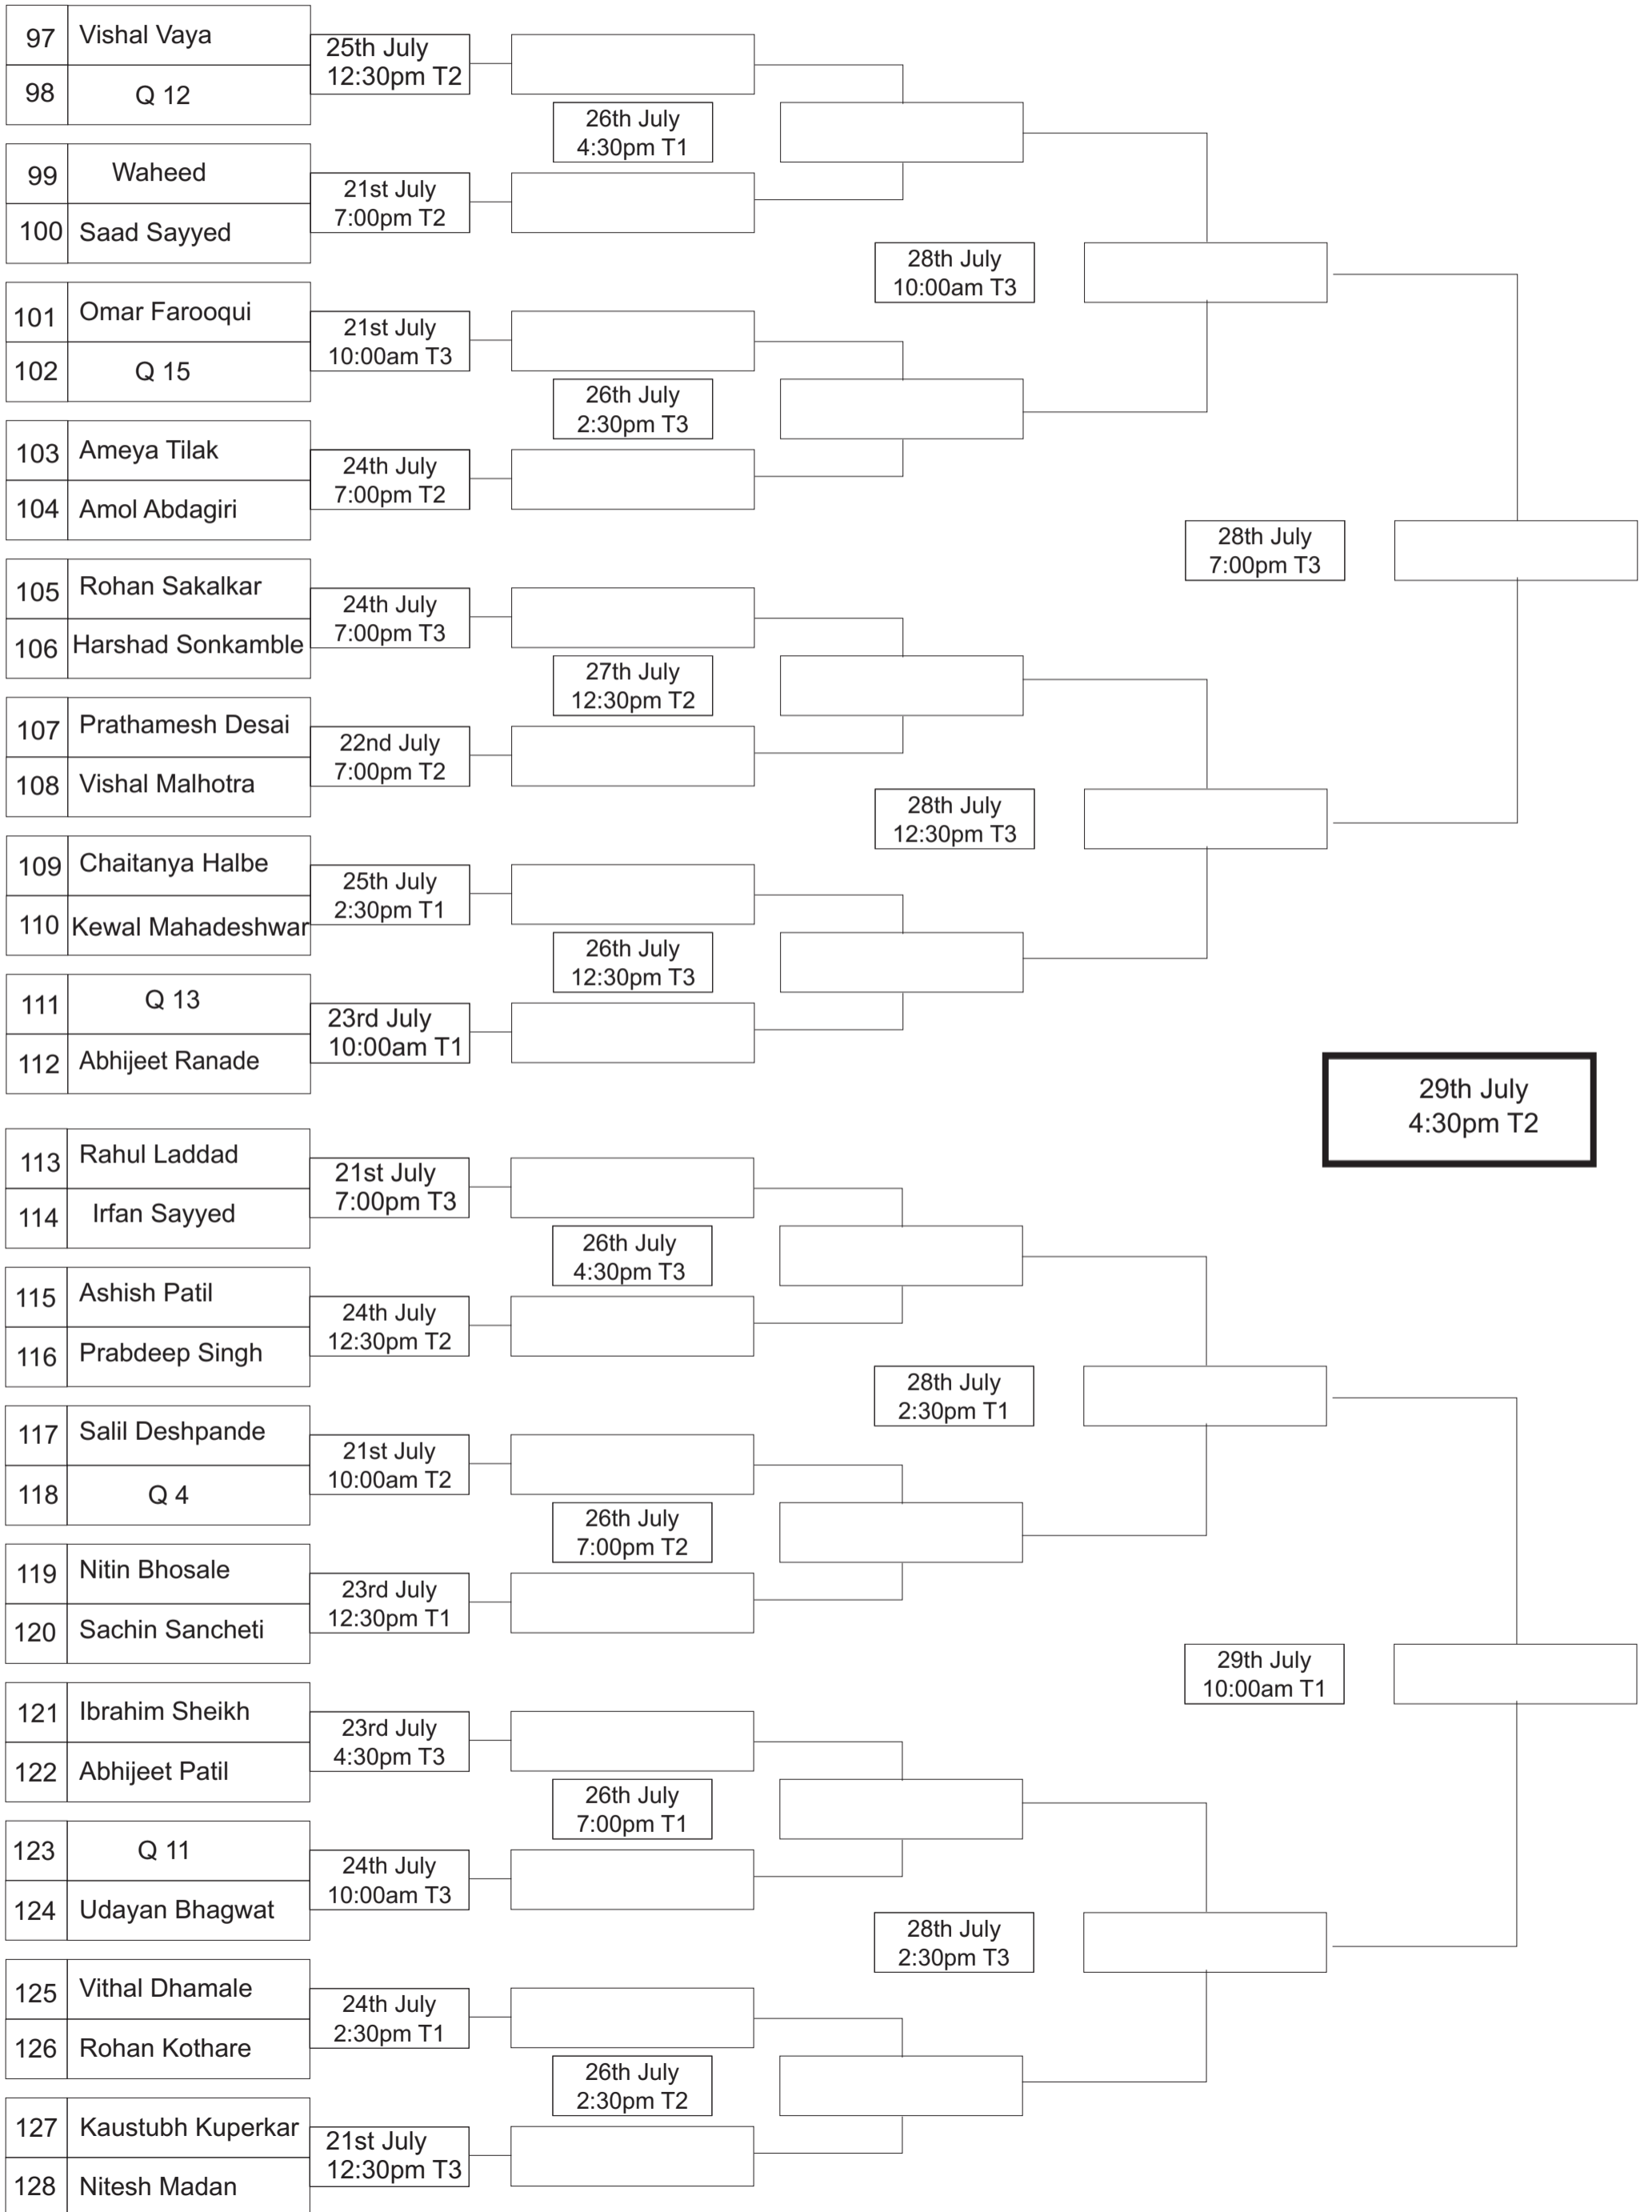 97 Vishal Vaya
98 Q 12
25th July
12:30pm T2
26th July
4:30pm T1
99 Waheed
100 Saad Sayyed
21st July
7:00pm T2
28th July
10:00am T3
101 Omar Farooqui
102 Q 15
21st July
10:00am T3
26th July
2:30pm T3
103 Ameya Tilak
104 Amol Abdagiri
24th July
7:00pm T2
28th July
7:00pm T3
105 Rohan Sakalkar
106 Harshad Sonkamble
24th July
7:00pm T3
27th July
12:30pm T2
107 Prathamesh Desai
108 Vishal Malhotra
22nd July
7:00pm T2
28th July
12:30pm T3
109 Chaitanya Halbe
110 Kewal Mahadeshwar
25th July
2:30pm T1
26th July
12:30pm T3
111 Q 13
112 Abhijeet Ranade
23rd July
10:00am T1
29th July
4:30pm T2
113 Rahul Laddad
114 Irfan Sayyed
21st July
7:00pm T3
26th July
4:30pm T3
115 Ashish Patil
116 Prabdeep Singh
24th July
12:30pm T2
28th July
2:30pm T1
117 Salil Deshpande
118 Q 4
21st July
10:00am T2
26th July
7:00pm T2
119 Nitin Bhosale
120 Sachin Sancheti
23rd July
12:30pm T1
29th July
10:00am T1
121 Ibrahim Sheikh
122 Abhijeet Patil
23rd July
4:30pm T3
26th July
7:00pm T1
123 Q 11
124 Udayan Bhagwat
24th July
10:00am T3
28th July
2:30pm T3
125 Vithal Dhamale
126 Rohan Kothare
24th July
2:30pm T1
26th July
2:30pm T2
127 Kaustubh Kuperkar
128 Nitesh Madan
21st July
12:30pm T3